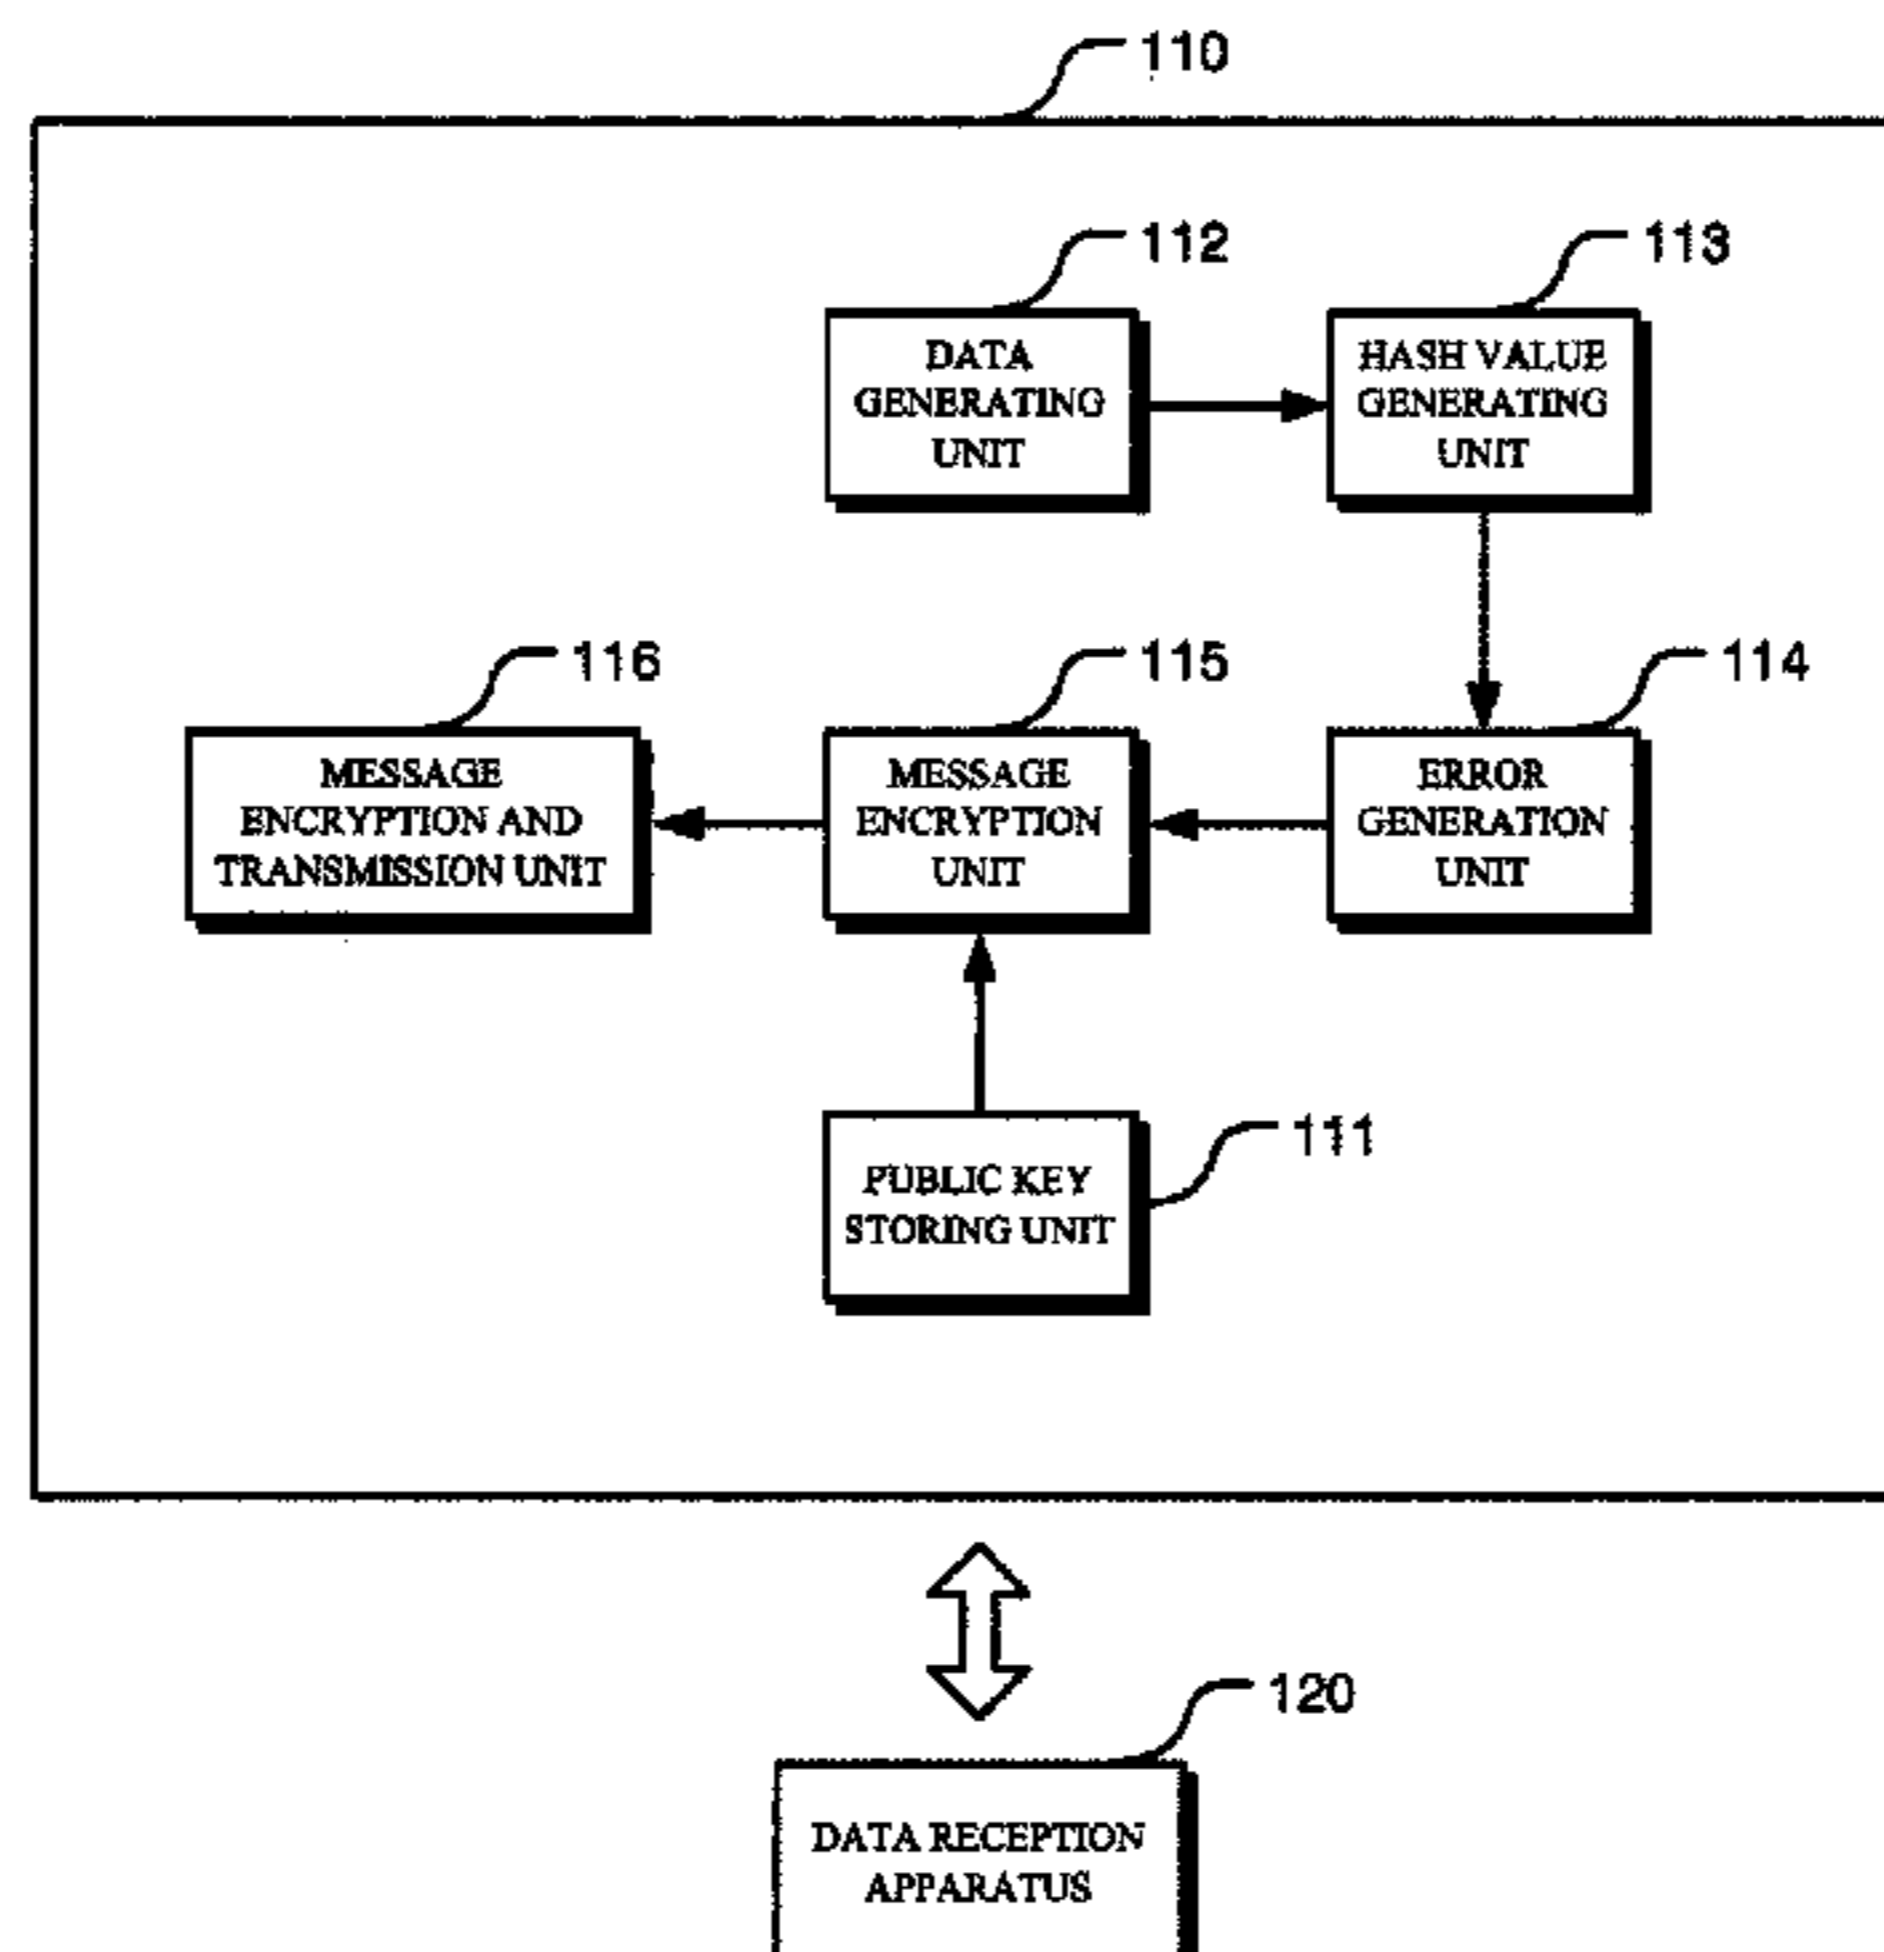 110
112
113
DATA
GENERATING
UNIT
HASH VALUE
GENERATING
UNIT
116
115
114
MESSAGE
ENCRYPTION AND
TRANSMISSION UNIT
MESSAGE
ENCRYPTION
UNIT
ERROR
GENERATION
UNIT
111
PUBLIC KEY
STORING UNIT
120
DATA RECEPTION
APPARATUS